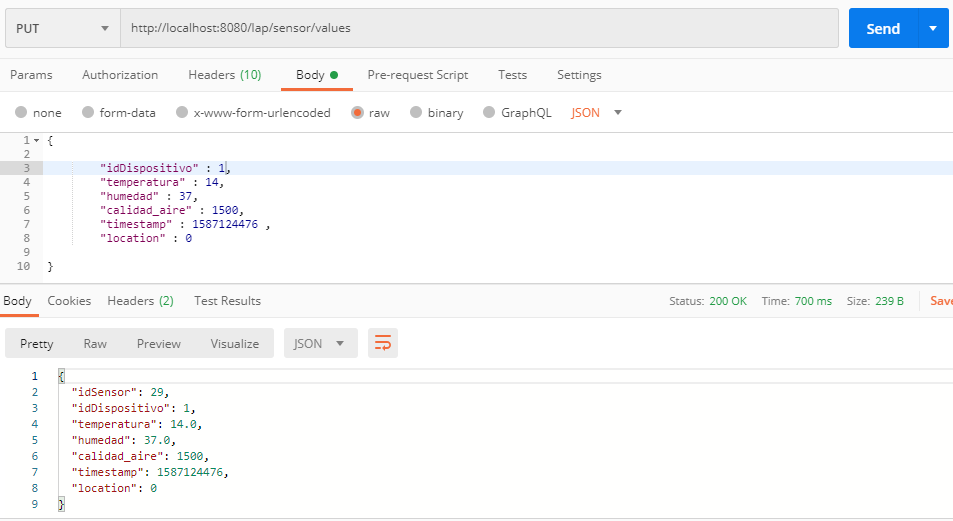 PUT http://localhost:8080/lap/sensor/values Send
Params Authorization Headers (10) Body Pre-request Script Tests Settings
none form-data x-www-form-urlencoded raw binary GraphQL JSON
1 {
2
3 "idDispositivo" : 1,
4 "temperatura" : 14,
5 "humedad" : 37,
6 "calidad_aire" : 1500,
7 "timestamp" : 1587124476 ,
8 "location" : 0
9
10 }
Body Cookies Headers (2) Test Results Status: 200 OK Time: 700 ms Size: 239 B Save
Pretty Raw Preview Visualize JSON
1 {
2 "idSensor": 29,
3 "idDispositivo": 1,
4 "temperatura": 14.0,
5 "humedad": 37.0,
6 "calidad_aire": 1500,
7 "timestamp": 1587124476,
8 "location": 0
9 }